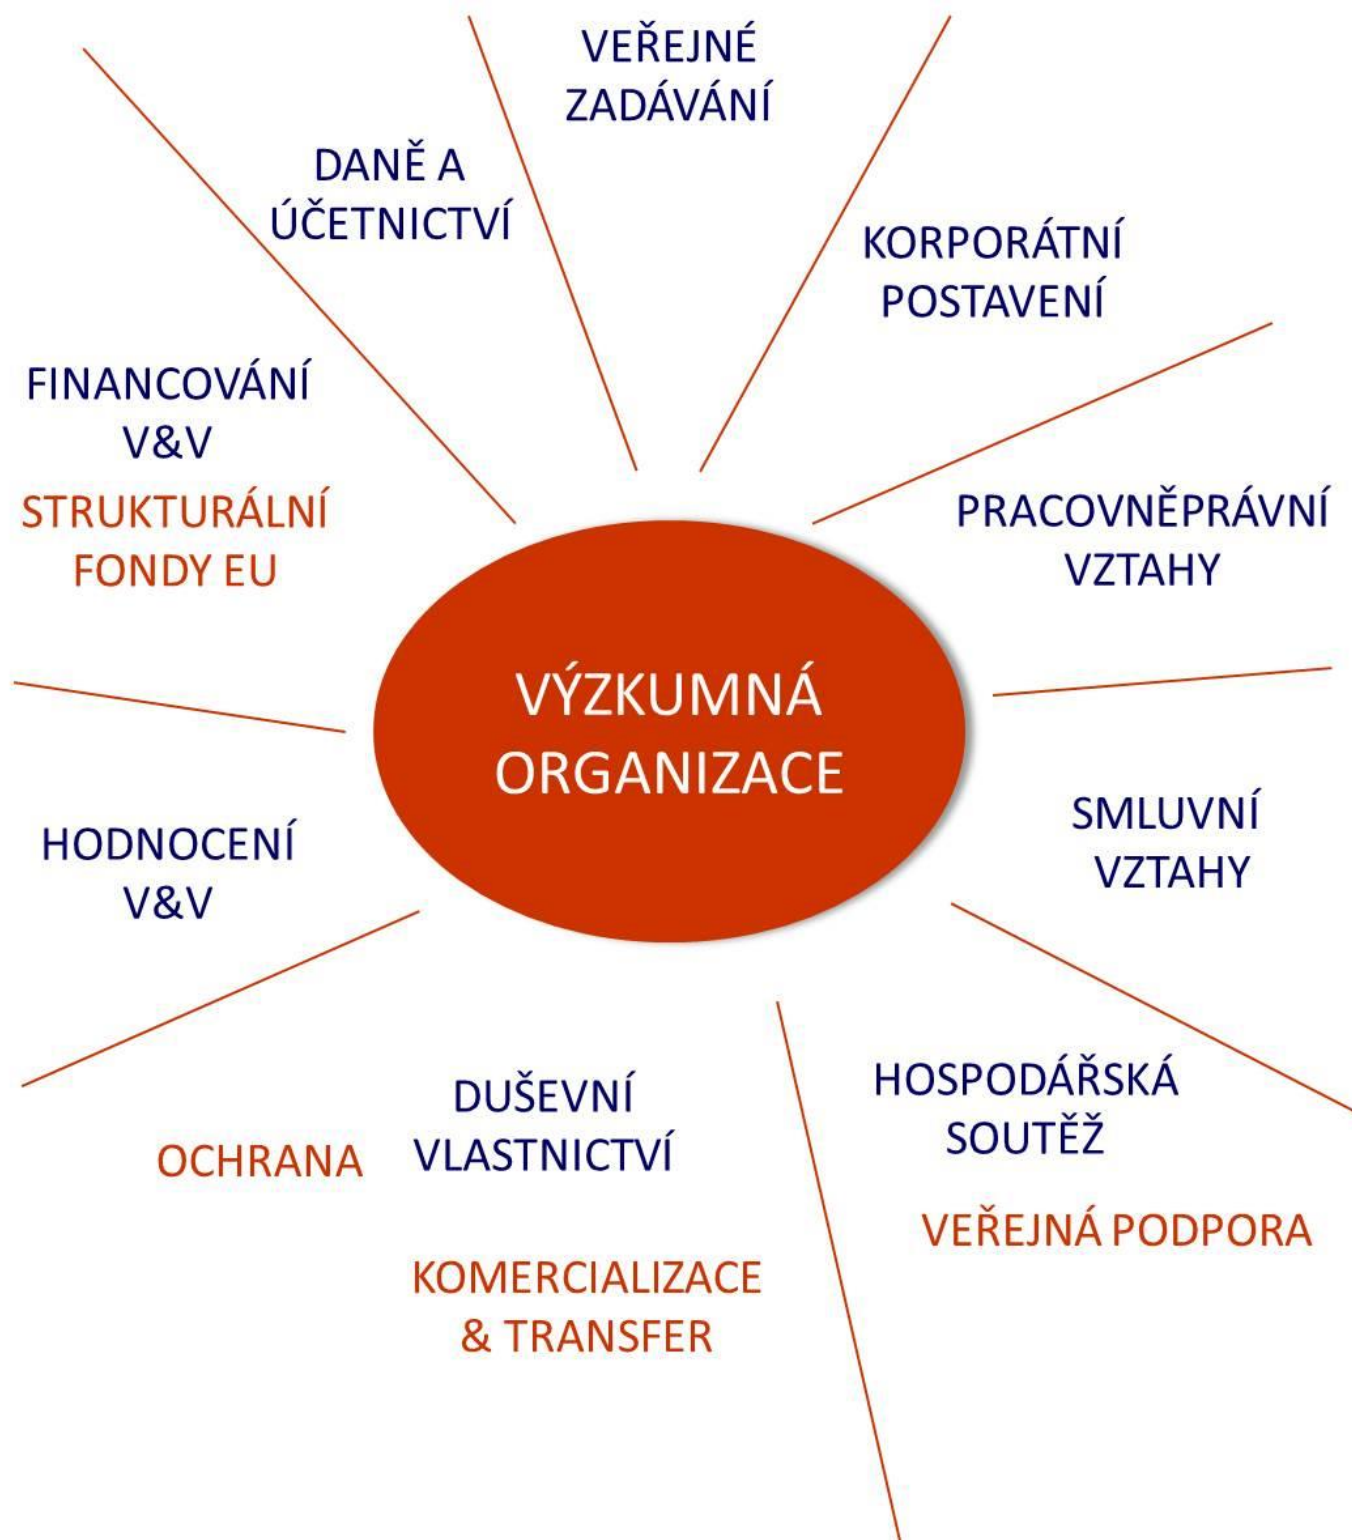 VEŘEJNÉ
ZADÁVÁNÍ
DANĚ A
ÚČETNICTVÍ
KORPORÁTNÍ
POSTAVENÍ
FINANCOVÁNÍ
V&V
STRUKTURÁLNÍ
FONDY EU
PRACOVNĚPRÁVNÍ
VZTAHY
VÝZKUMNÁ
ORGANIZACE
HODNOCENÍ
V&V
SMLUVNÍ
VZTAHY
DUŠEVNÍ
VLASTNICTVÍ
OCHRANA
KOMERCIALIZACE
& TRANSFER
HOSPODÁŘSKÁ
SOUTĚŽ
VEŘEJNÁ PODPORA